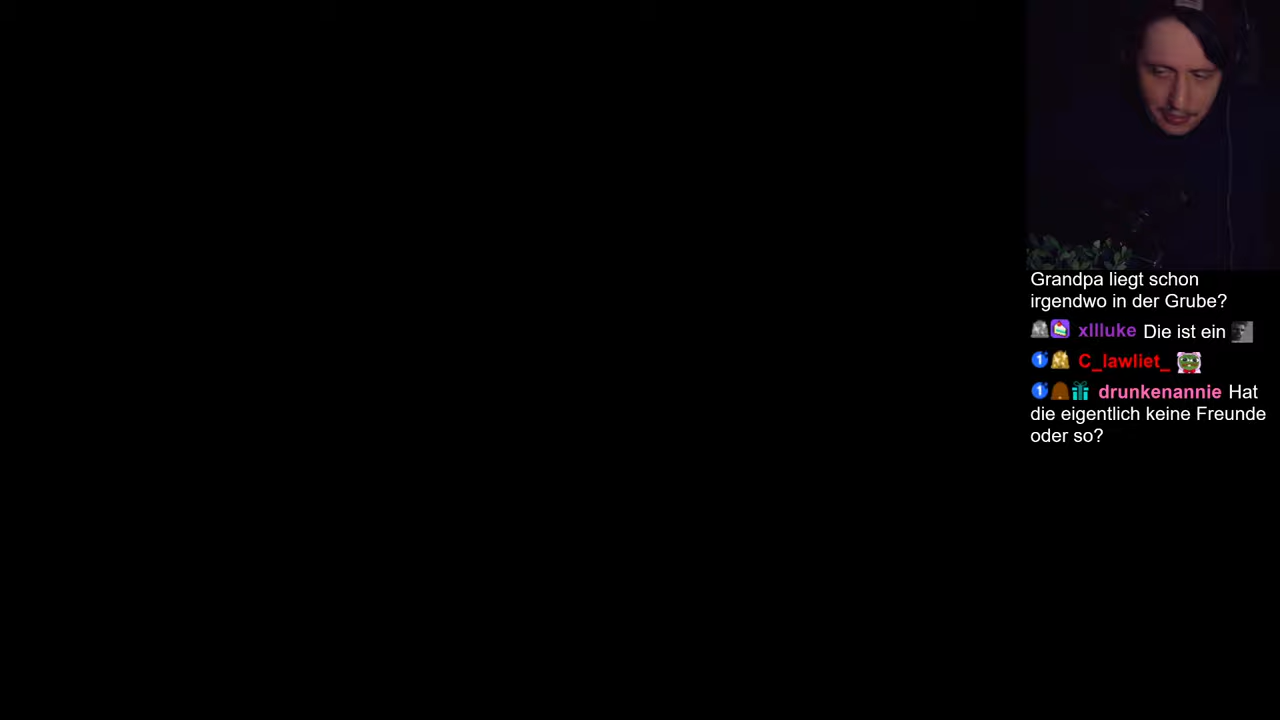 Grandpa liegt schon
irgendwo in der Grube?
xllluke Die ist ein
C_lawliet_
drunkenannie Hat
die eigentlich keine Freunde
oder so?